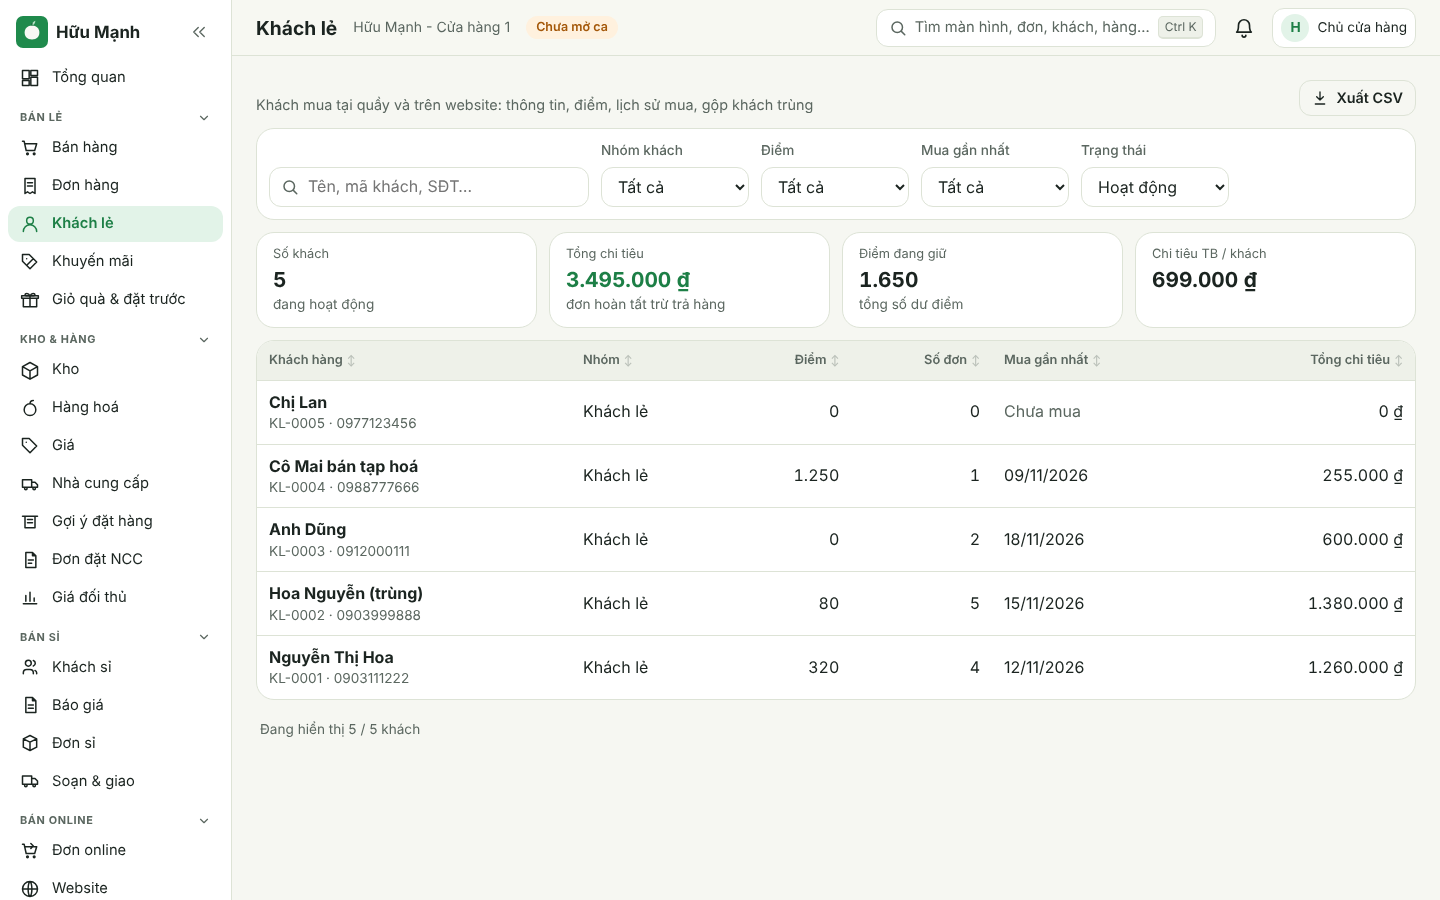 Hữu Mạnh
Tổng quan
BÁN LẺ
Bán hàng
Đơn hàng
Khách lẻ
Khuyến mãi
Giỏ quà & đặt trước
KHO & HÀNG
Kho
Hàng hoá
Giá
Nhà cung cấp
Gợi ý đặt hàng
Đơn đặt NCC
Giá đối thủ
BÁN SỈ
Khách sỉ
Báo giá
Đơn sỉ
Soạn & giao
BÁN ONLINE
Đơn online
Website
Khách lẻ Hữu Mạnh - Cửa hàng 1 Chưa mở ca Tìm màn hình, đơn, khách, hàng... Ctrl K H Chủ cửa hàng
Khách mua tại quầy và trên website: thông tin, điểm, lịch sử mua, gộp khách trùng Xuất CSV
Nhóm khách Điểm Mua gần nhất Trạng thái
Tên, mã khách, SĐT... Tất cả Tất cả Tất cả Hoạt động
Số khách Tổng chi tiêu Điểm đang giữ Chi tiêu TB / khách
5 3.495.000 ₫ 1.650 699.000 ₫
đang hoạt động đơn hoàn tất trừ trả hàng tổng số dư điểm
Khách hàng Nhóm Điểm Số đơn Mua gần nhất Tổng chi tiêu
Chị Lan
KL-0005 · 0977123456 Khách lẻ 0 0 Chưa mua 0 ₫
Cô Mai bán tạp hoá
KL-0004 · 0988777666 Khách lẻ 1.250 1 09/11/2026 255.000 ₫
Anh Dũng
KL-0003 · 0912000111 Khách lẻ 0 2 18/11/2026 600.000 ₫
Hoa Nguyễn (trùng)
KL-0002 · 0903999888 Khách lẻ 80 5 15/11/2026 1.380.000 ₫
Nguyễn Thị Hoa
KL-0001 · 0903111222 Khách lẻ 320 4 12/11/2026 1.260.000 ₫
Đang hiển thị 5 / 5 khách